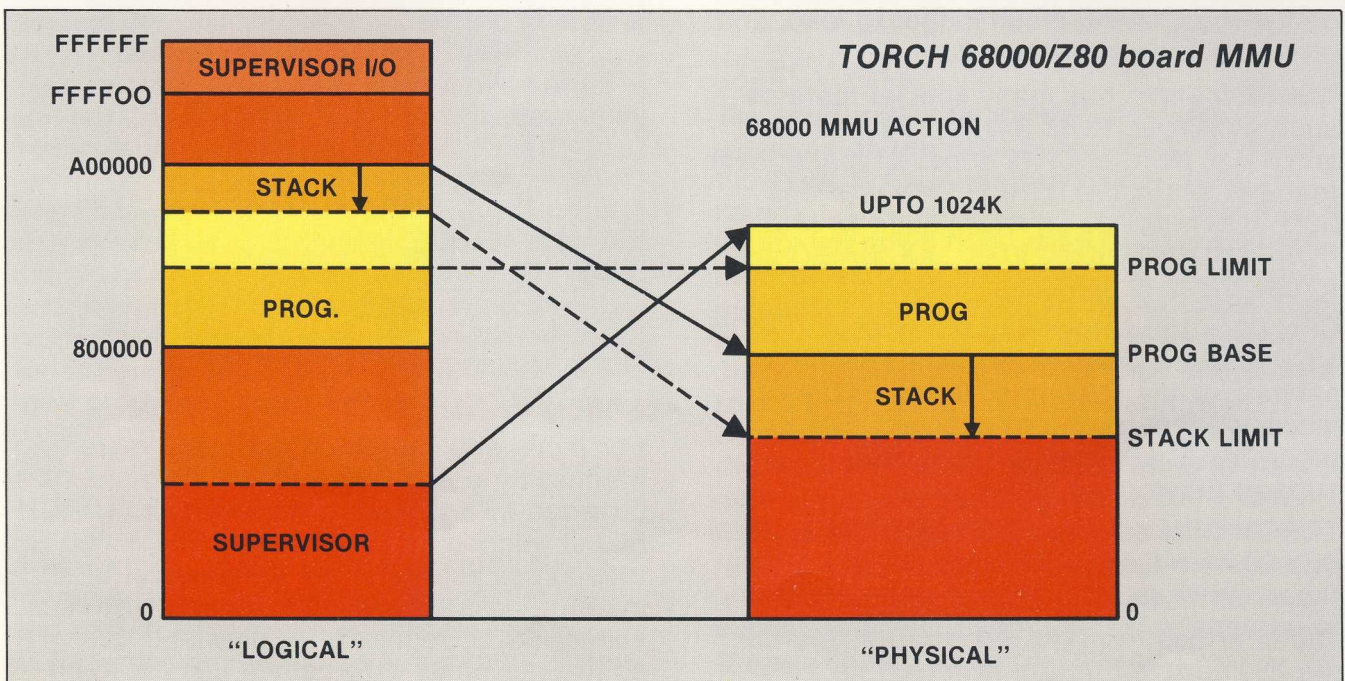 TORCH 68000/Z80 board MMU
68000 MMU ACTION
FFFFFF
SUPERVISOR I/O
FFFFOO
A00000
STACK
PROG.
800000
SUPERVISOR
0
"LOGICAL"
UPTO 1024K
PROG LIMIT
PROG
PROG BASE
STACK
STACK LIMIT
0
"PHYSICAL"